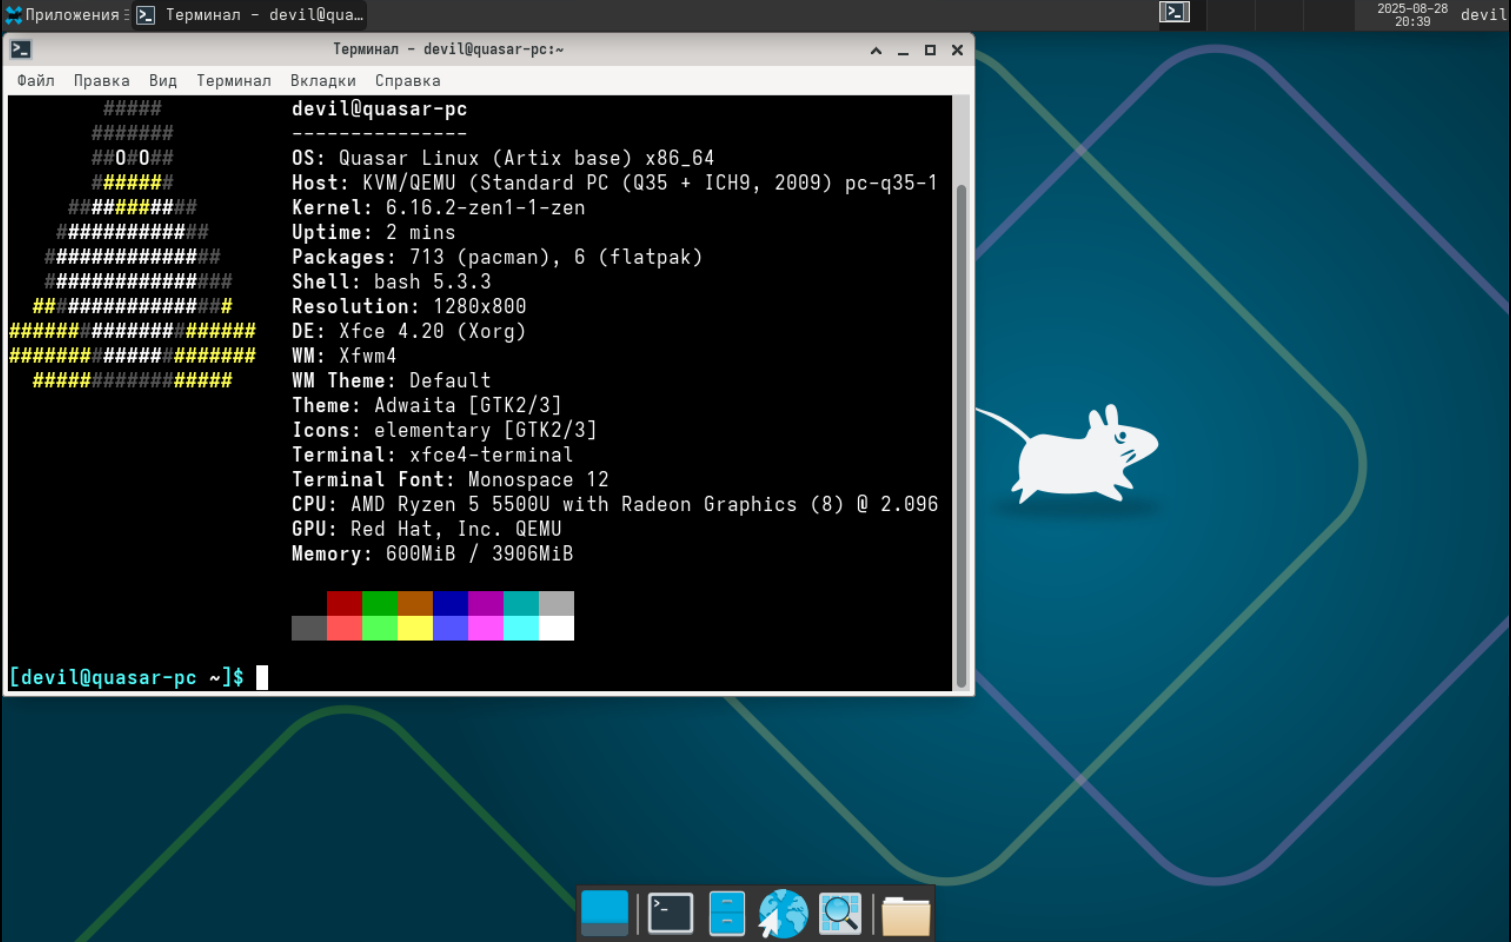 Приложения
Терминал - devil@qua...
2025-08-28
20:39
devil
Терминал - devil@quasar-pc:~
Файл Правка Вид Терминал Вкладки Справка
#####
#######
##O#O##
#######
###########
#############
###############
################
#################
#####################
#####################
#################
devil@quasar-pc
---------------
OS: Quasar Linux (Artix base) x86_64
Host: KVM/QEMU (Standard PC (Q35 + ICH9, 2009) pc-q35-1
Kernel: 6.16.2-zen1-1-zen
Uptime: 2 mins
Packages: 713 (pacman), 6 (flatpak)
Shell: bash 5.3.3
Resolution: 1280x800
DE: Xfce 4.20 (Xorg)
WM: Xfwm4
WM Theme: Default
Theme: Adwaita [GTK2/3]
Icons: elementary [GTK2/3]
Terminal: xfce4-terminal
Terminal Font: Monospace 12
CPU: AMD Ryzen 5 5500U with Radeon Graphics (8) @ 2.096
GPU: Red Hat, Inc. QEMU
Memory: 600MiB / 3906MiB
[devil@quasar-pc ~]$